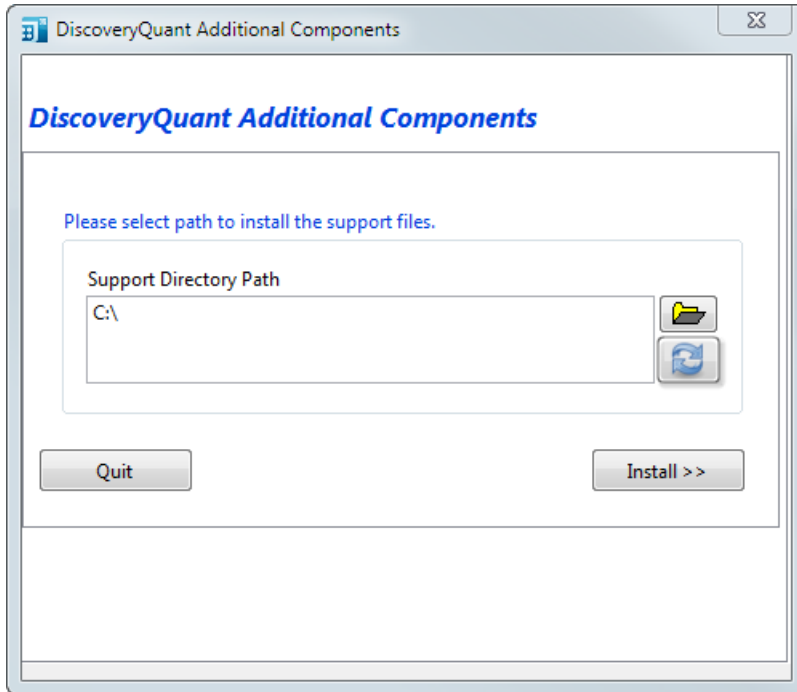 DiscoveryQuant Additional Components
DiscoveryQuant Additional Components
Please select path to install the support files.
Support Directory Path
C:\
Quit
Install >>